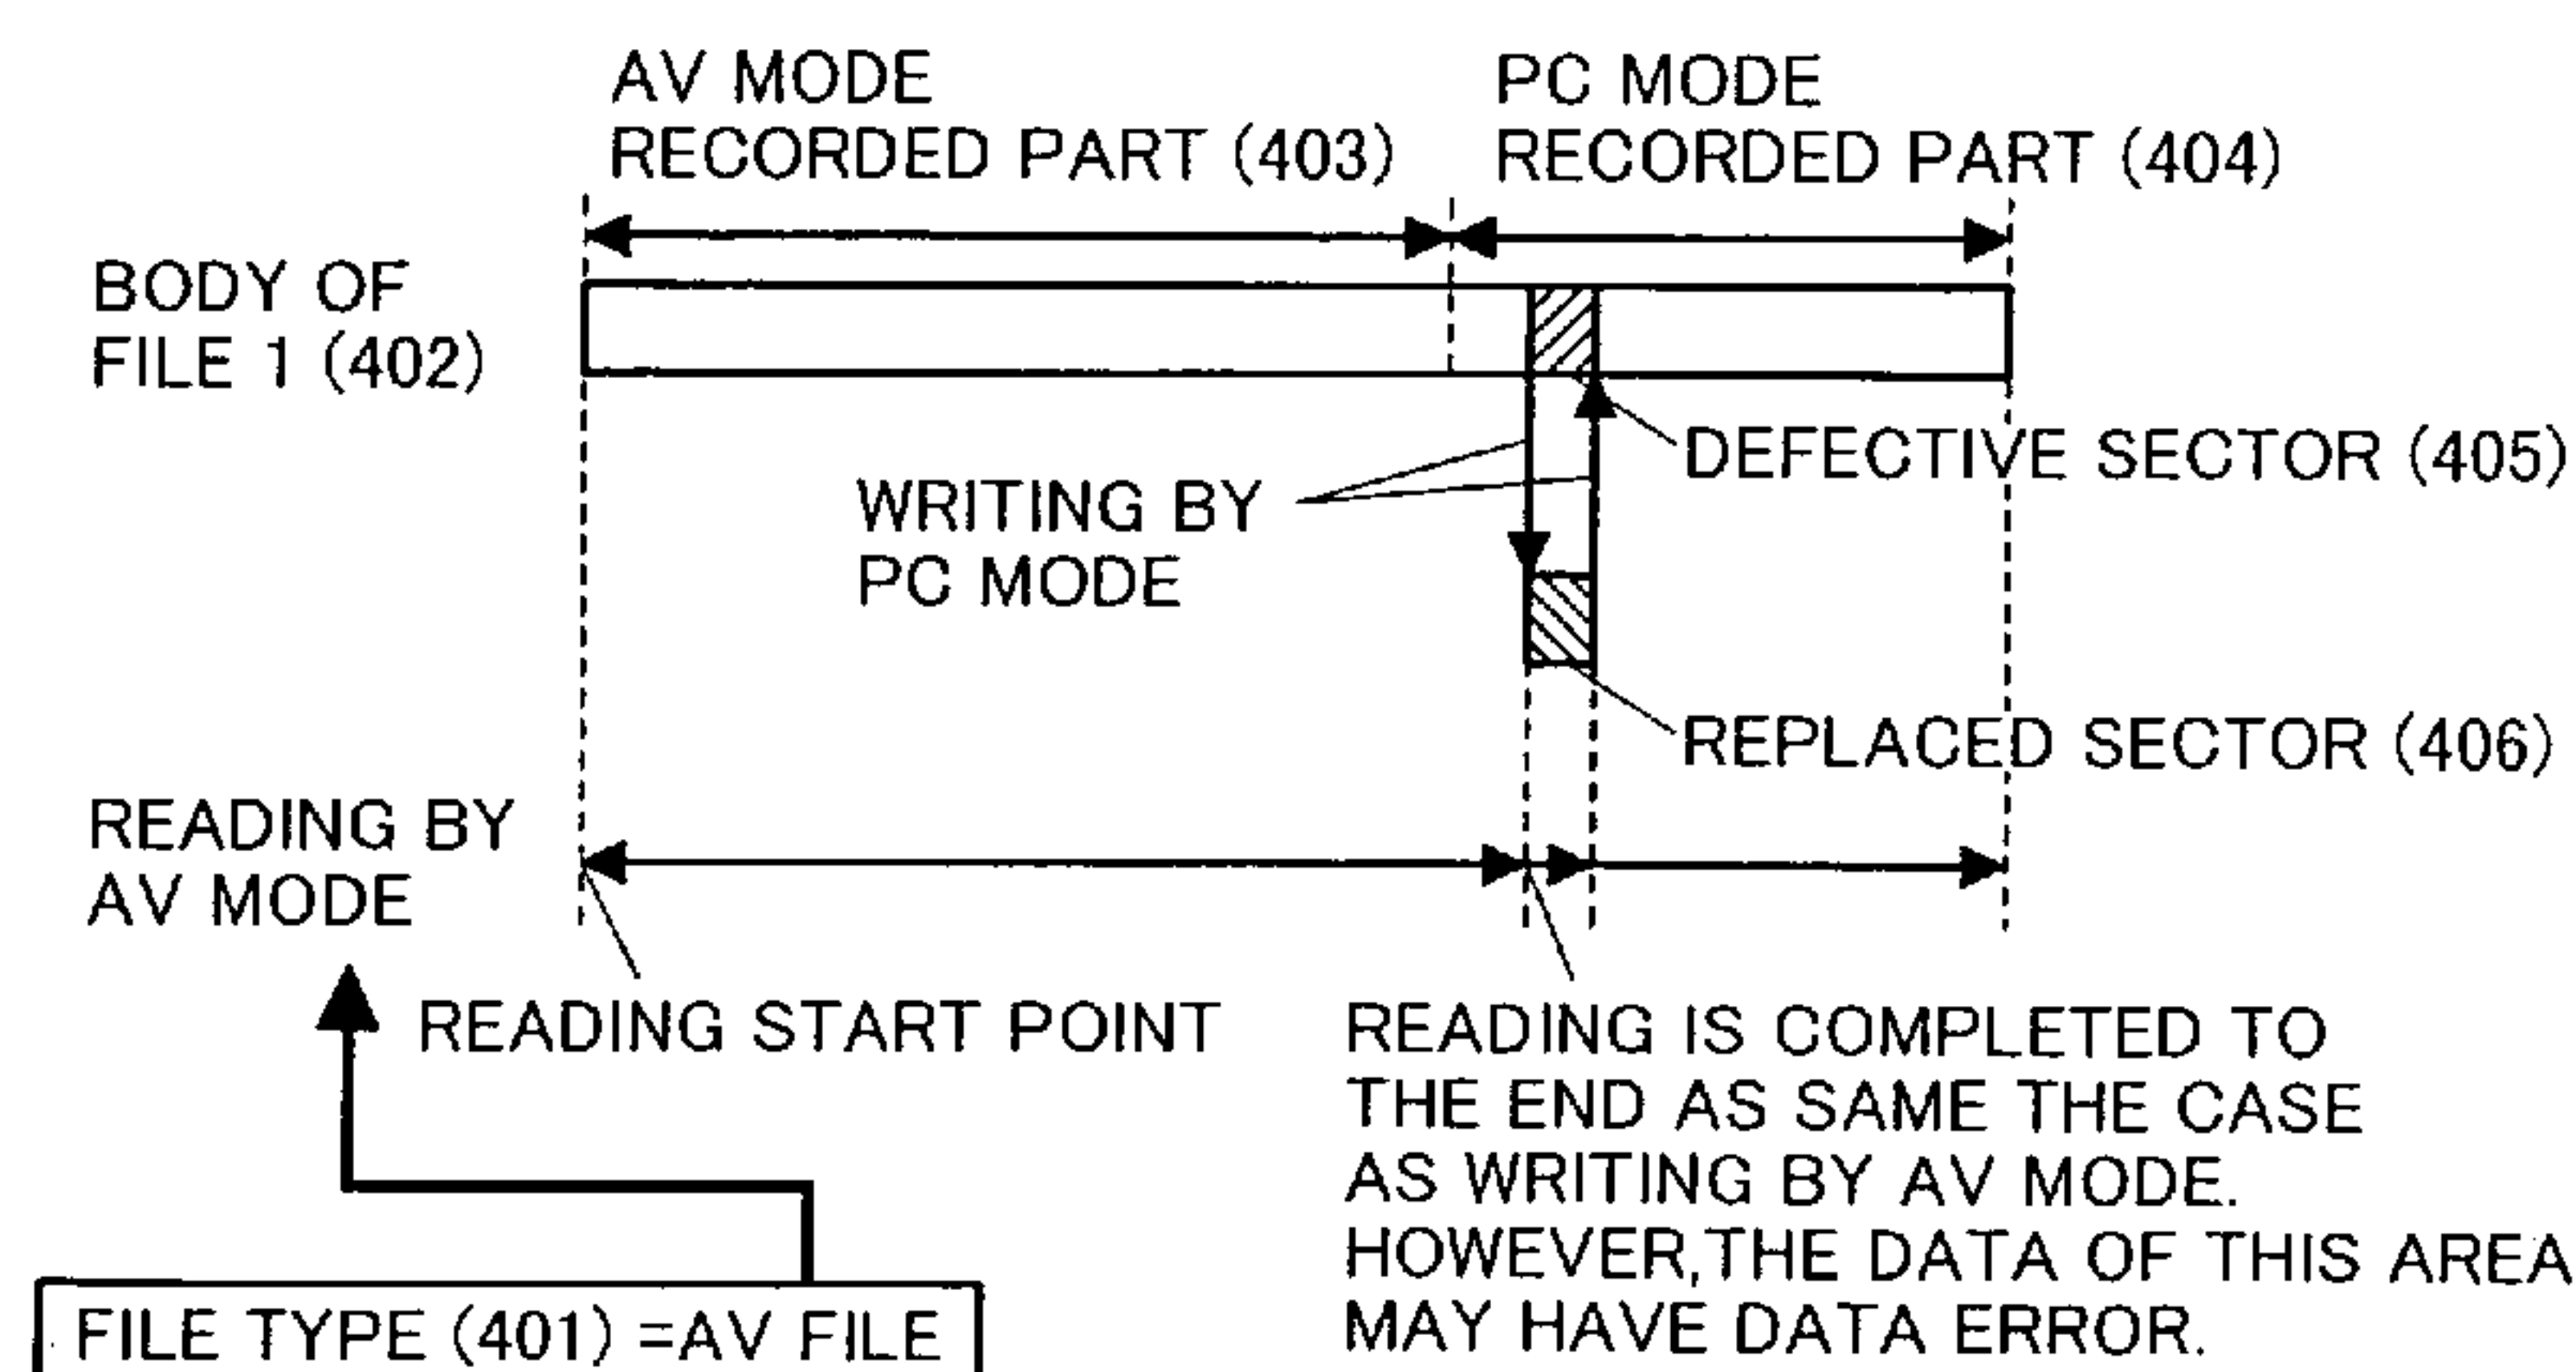 AV MODE
RECORDED PART (403)
PC MODE
RECORDED PART (404)
BODY OF
FILE 1 (402)
DEFECTIVE SECTOR (405)
WRITING BY
PC MODE
REPLACED SECTOR (406)
READING BY
AV MODE
READING START POINT
READING IS COMPLETED TO
THE END AS SAME THE CASE
AS WRITING BY AV MODE.
HOWEVER,THE DATA OF THIS AREA
MAY HAVE DATA ERROR.
FILE TYPE (401) =AV FILE